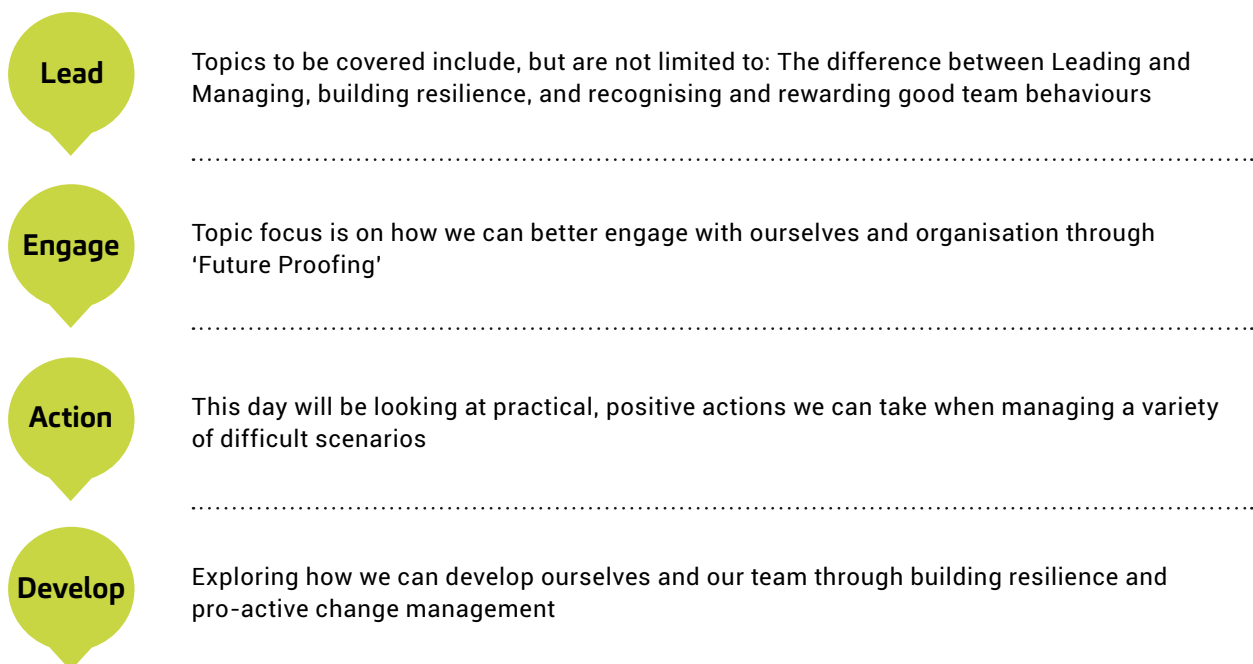 Lead
Topics to be covered include, but are not limited to: The difference between Leading and
Managing, building resilience, and recognising and rewarding good team behaviours
Engage
Topic focus is on how we can better engage with ourselves and organisation through
‘Future Proofing’
Action
This day will be looking at practical, positive actions we can take when managing a variety
of difficult scenarios
Develop
Exploring how we can develop ourselves and our team through building resilience and
pro-active change management